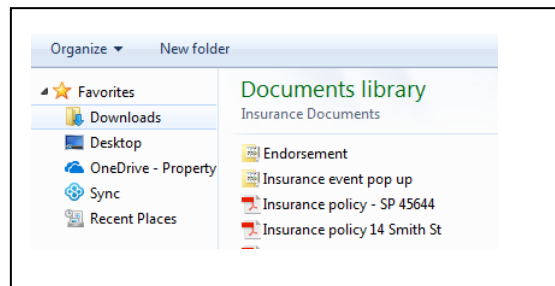 Organize New folder
Favorites
Downloads
Desktop
OneDrive - Property
Sync
Recent Places
Documents library
Insurance Documents
Endorsement
Insurance event pop up
Insurance policy - SP 45644
Insurance policy 14 Smith St